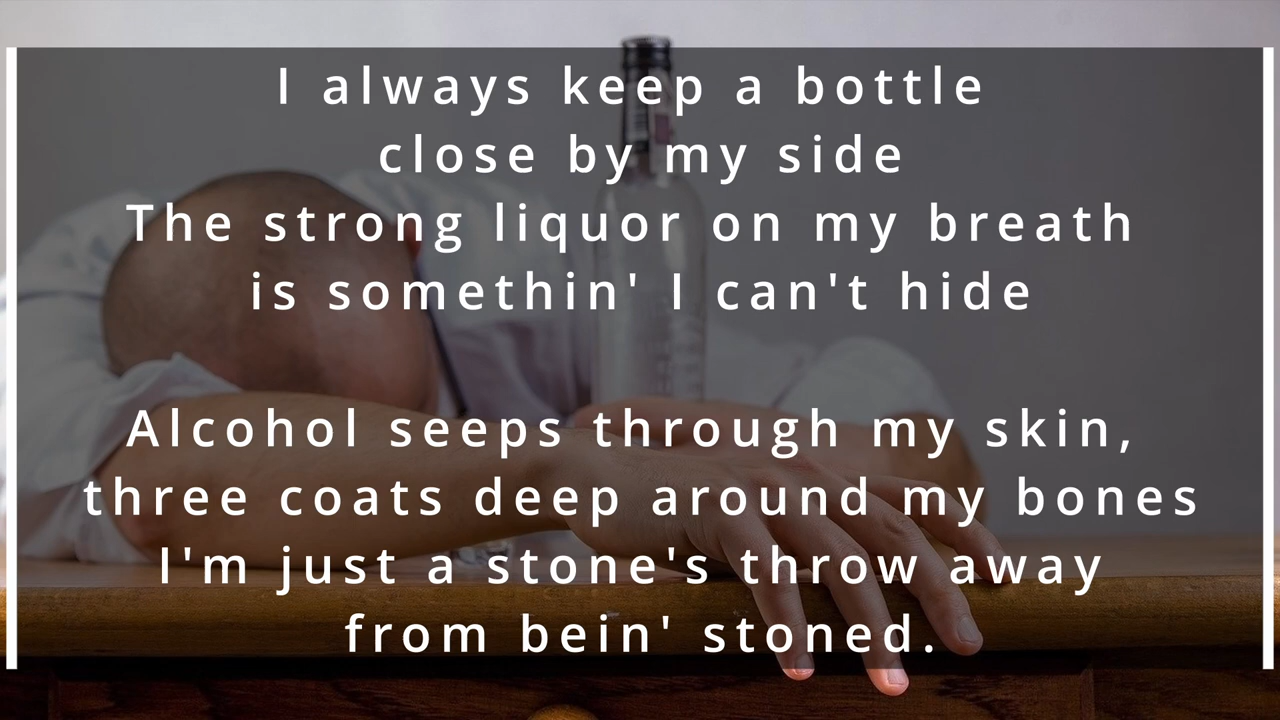 I always keep a bottle
close by my side
The strong liquor on my breath
is somethin' I can't hide
Alcohol seeps through my skin,
three coats deep around my bones
I'm just a stone's throw away
from bein' stoned.